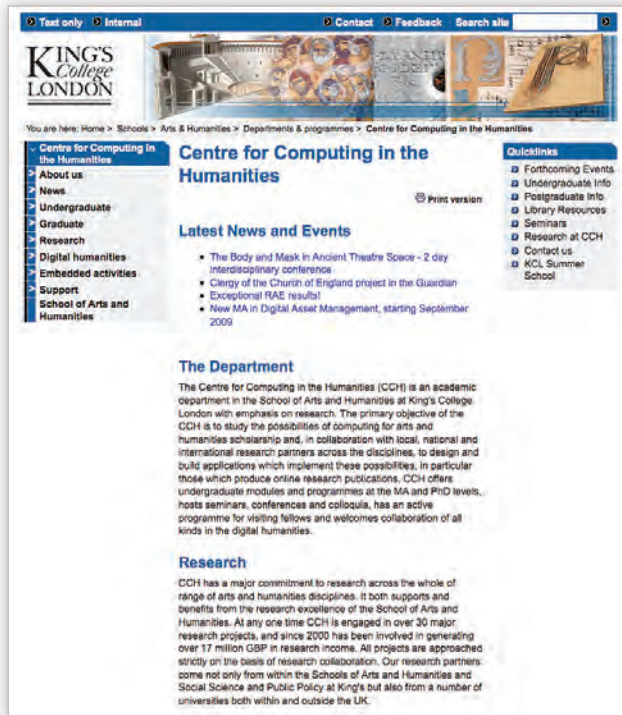 Text only Internal Contact Feedback Search site
KING'S
College
LONDON
You are here: Home > Schools > Arts & Humanities > Departments & programmes > Centre for Computing in the Humanities
Centre for Computing in
the Humanities
About us
News
Undergraduate
Graduate
Research
Digital humanities
Embedded activities
Support
School of Arts and
Humanities
Centre for Computing in the
Humanities
Print version
Latest News and Events
The Body and Mask in Ancient Theatre Space - 2 day
interdisciplinary conference
Clergy of the Church of England project in the Guardian
Exceptional RAE results!
New MA in Digital Asset Management, starting September
2009
Quicklinks
Forthcoming Events
Undergraduate Info
Postgraduate Info
Library Resources
Seminars
Research at CCH
Contact us
KCL Summer
School
The Department
The Centre for Computing in the Humanities (CCH) is an academic
department in the School of Arts and Humanities at King's College
London with emphasis on research. The primary objective of the
CCH is to study the possibilities of computing for arts and
humanities scholarship and, in collaboration with local, national and
international research partners across the disciplines, to design and
build applications which implement these possibilities, in particular
those which produce online research publications. CCH offers
undergraduate modules and programmes at the MA and PhD levels,
hosts seminars, conferences and colloquia, has an active
programme for visiting fellows and welcomes collaboration of all
kinds in the digital humanities.
Research
CCH has a major commitment to research across the whole of
range of arts and humanities disciplines. It both supports and
benefits from the research excellence of the School of Arts and
Humanities. At any one time CCH is engaged in over 30 major
research projects, and since 2000 has been involved in generating
over 17 million GBP in research income. All projects are approached
strictly on the basis of research collaboration. Our research partners
come not only from within the Schools of Arts and Humanities and
Social Science and Public Policy at King's but also from a number of
universities both within and outside the UK.